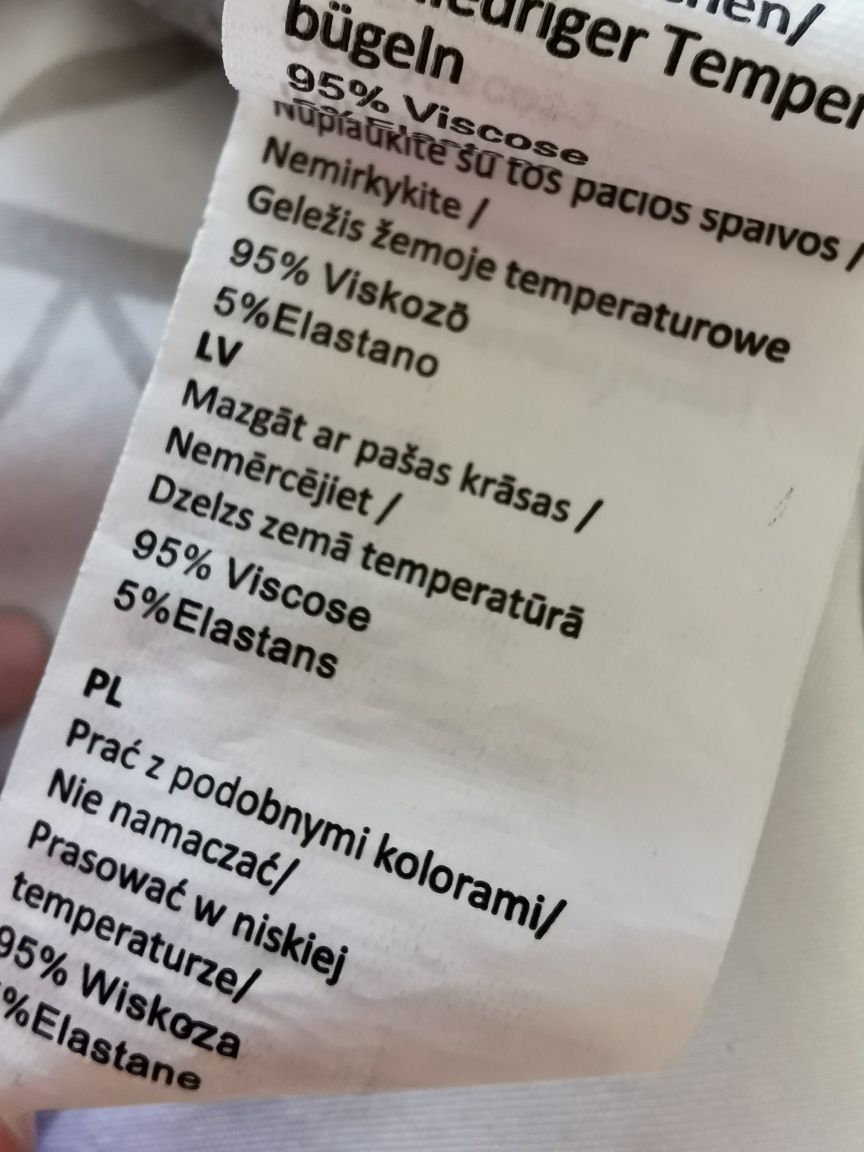 bügeln
95% Viscose
Nuplaukite su tos pačios spalvos /
Nemirkykite /
Geležis žemoje temperaturowe
95% Viskozō
5%Elastano
LV
Mazgāt ar pašas krāsas /
Nemērcējiet /
Dzelzs zemā temperatūrā
95% Viscose
5%Elastans
PL
Prać z podobnymi kolorami/
Nie namaczać/
Prasować w niskiej
temperaturze/
95% Wiskoza
%Elastane